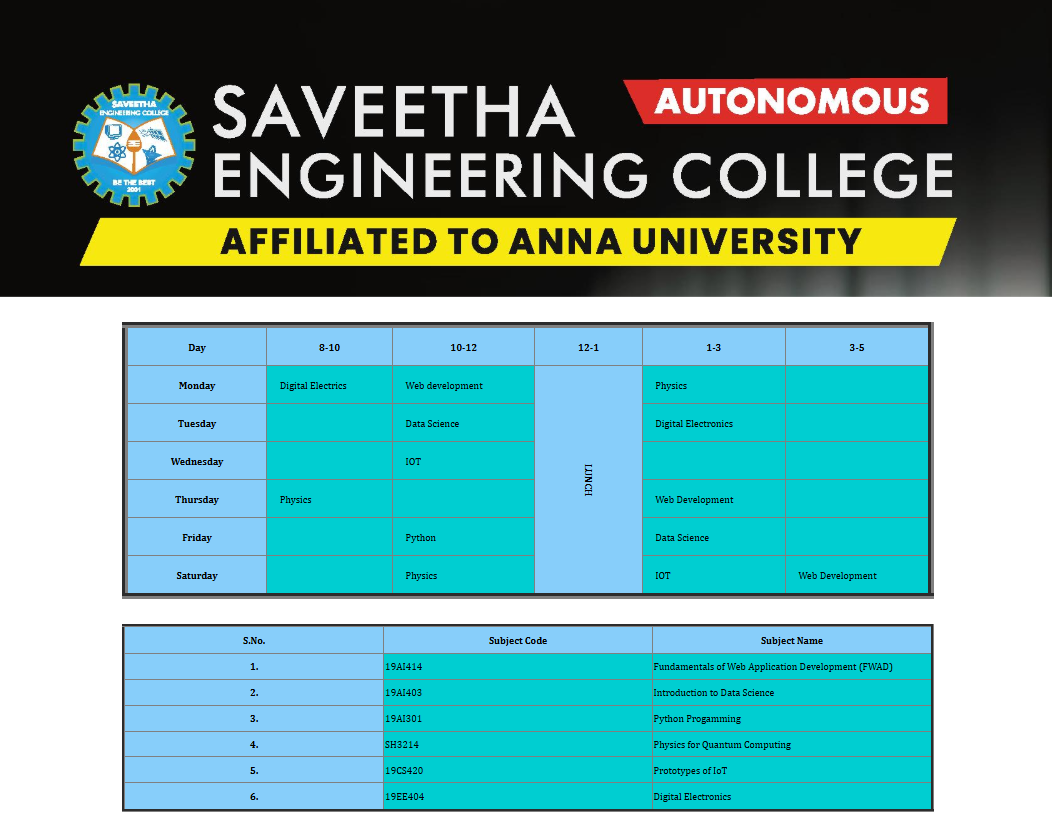 SAVEETHA
ENGINEERING COLLEGE
BE THE BEST
2001
SAVEETHA AUTONOMOUS
ENGINEERING COLLEGE
AFFILIATED TO ANNA UNIVERSITY
Day 8-10 10-12 12-1 1-3 3-5
Monday Digital Electrics Web development LUNCH Physics
Tuesday Data Science Digital Electronics
Wednesday IOT
Thursday Physics Web Development
Friday Python Data Science
Saturday Physics IOT Web Development
S.No. Subject Code Subject Name
1. 19AI414 Fundamentals of Web Application Development (FWAD)
2. 19AI403 Introduction to Data Science
3. 19AI301 Python Progamming
4. SH3214 Physics for Quantum Computing
5. 19CS420 Prototypes of IoT
6. 19EE404 Digital Electronics